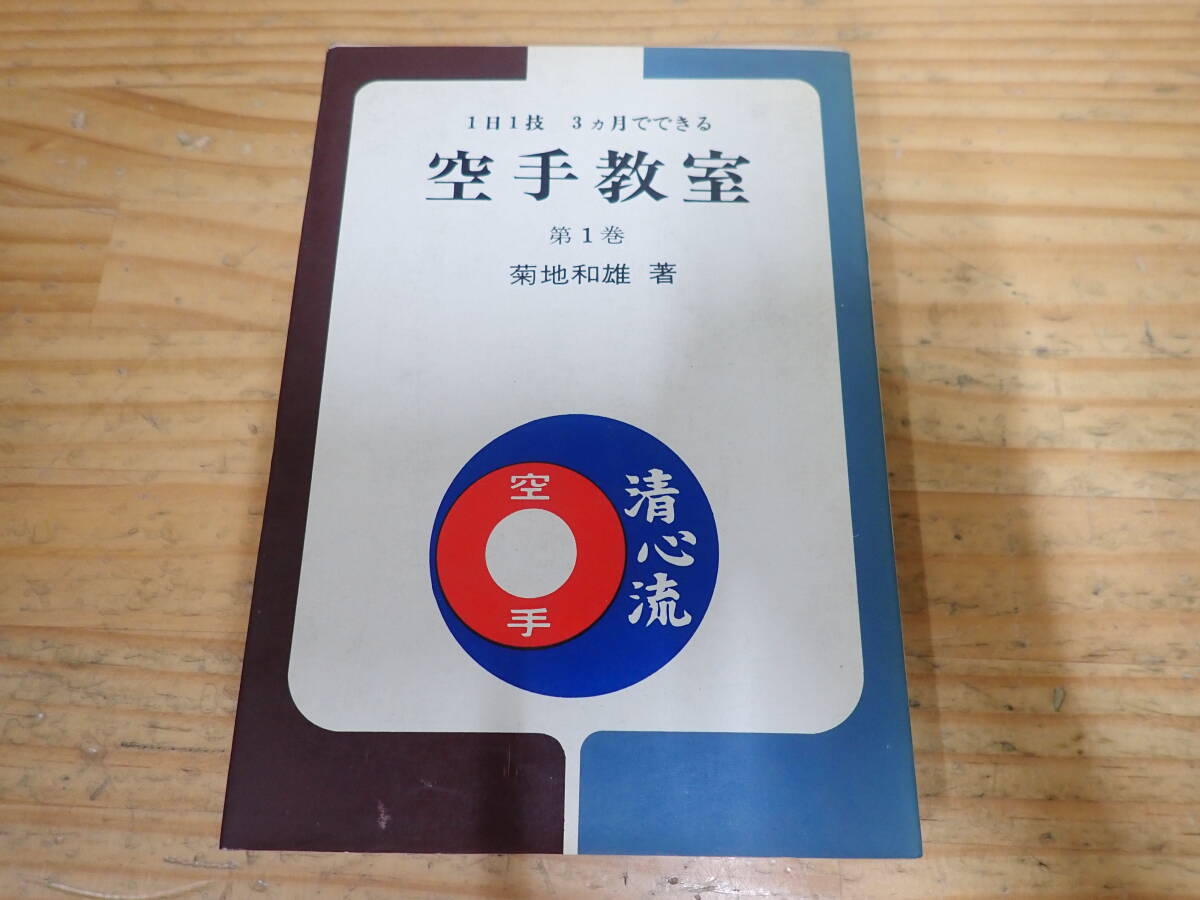 1日1技 3ヵ月でできる
空手教室
第1巻
菊地和雄 著
空手
清心流